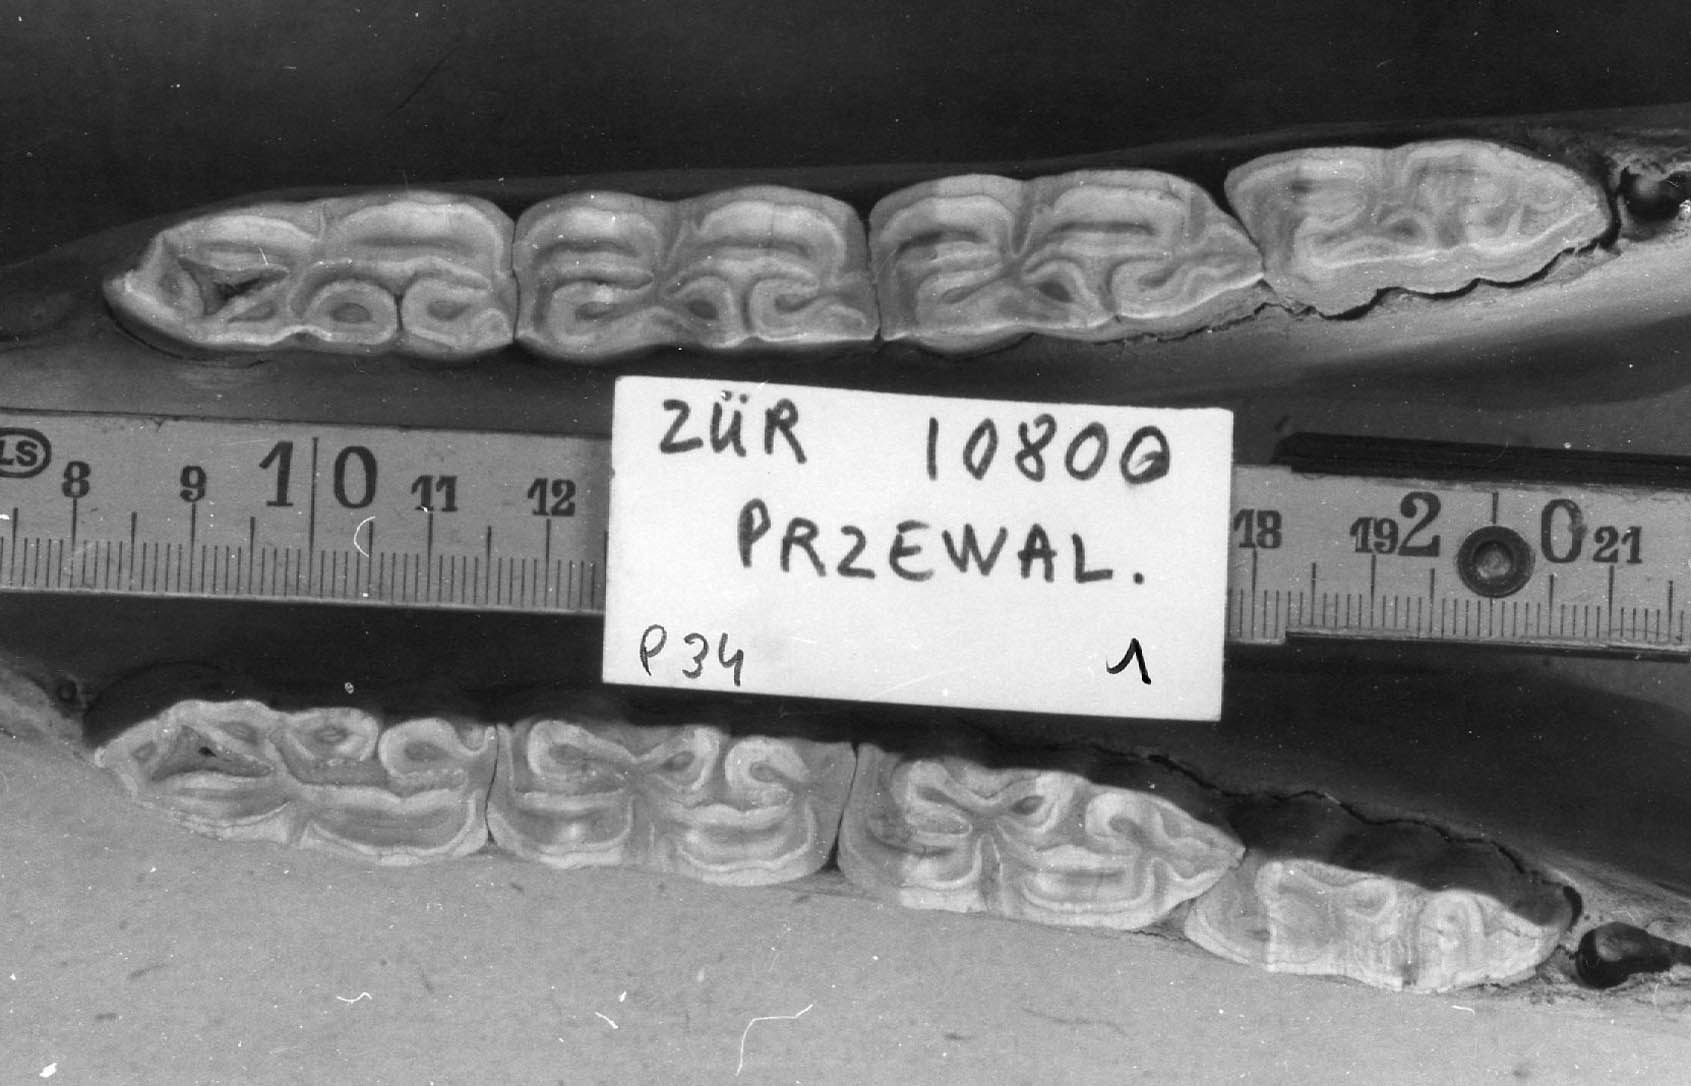 ZÜR 10800
PRZEWAL.
P34 1
LS
8 9 10 11 12 18 19 20 21